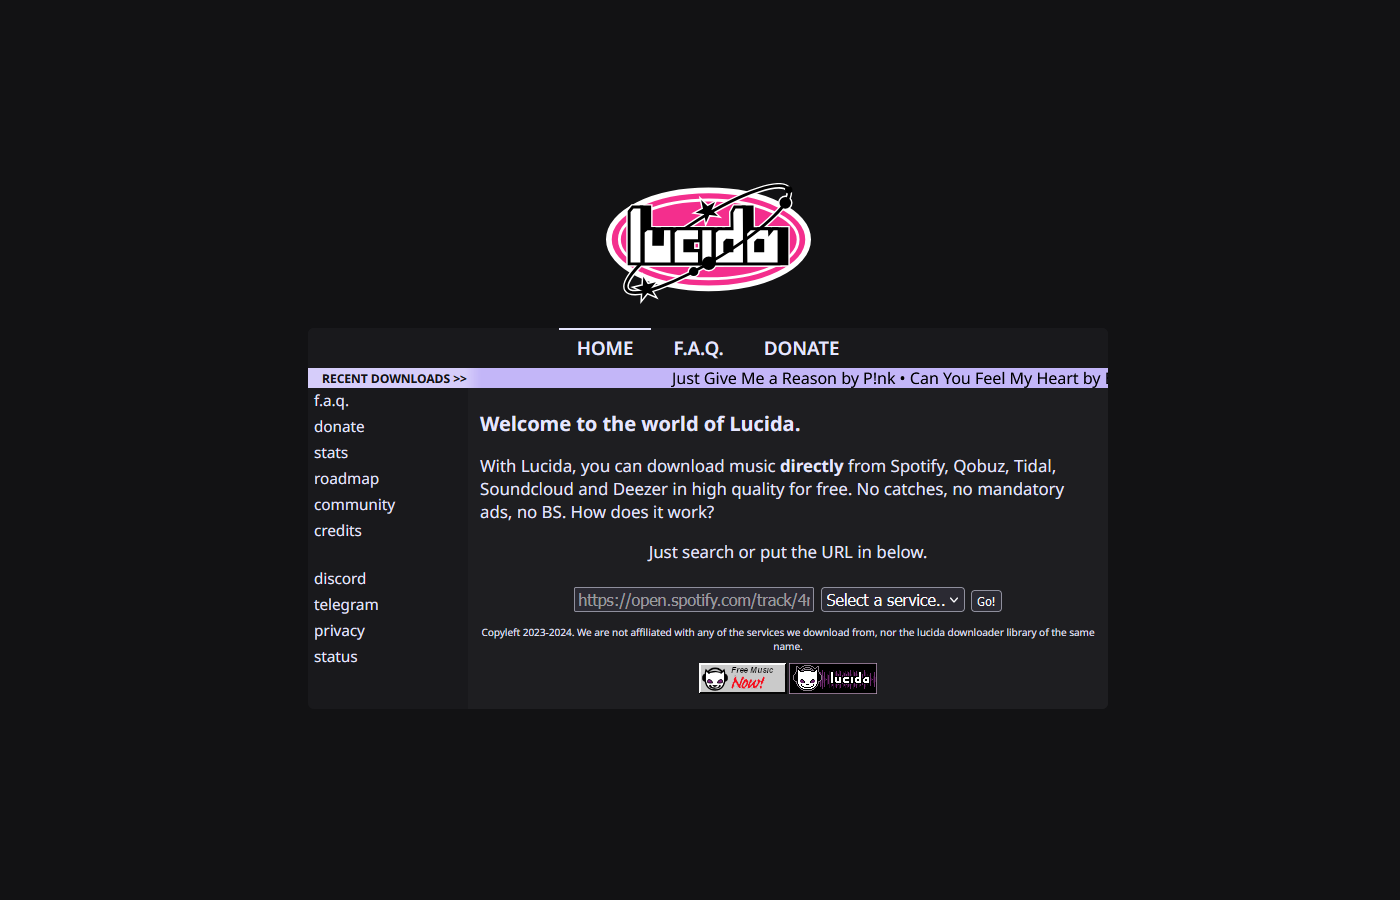 lucida
HOME F.A.Q. DONATE
RECENT DOWNLOADS >> Just Give Me a Reason by P!nk • Can You Feel My Heart by
f.a.q.
donate
stats
roadmap
community
credits
discord
telegram
privacy
status
Welcome to the world of Lucida.
With Lucida, you can download music directly from Spotify, Qobuz, Tidal,
Soundcloud and Deezer in high quality for free. No catches, no mandatory
ads, no BS. How does it work?
Just search or put the URL in below.
https://open.spotify.com/track/4 Select a service.. Go!
Copyleft 2023-2024. We are not affiliated with any of the services we download from, nor the lucida downloader library of the same
name.
Free Music
Now!
lucida